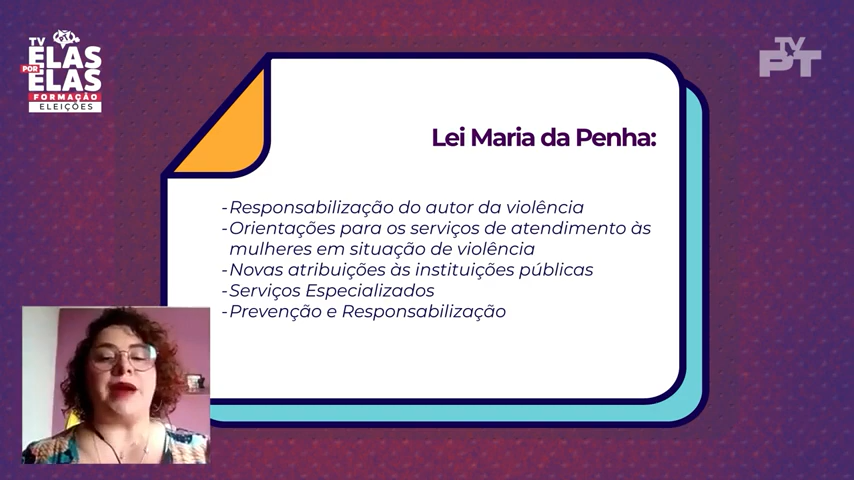 TV
ELAS
POR
ELAS
FORMAÇÃO
ELEIÇÕES
TV
PT
Lei Maria da Penha:
-Responsabilização do autor da violência
-Orientações para os serviços de atendimento às
mulheres em situação de violência
-Novas atribuições às instituições públicas
-Serviços Especializados
-Prevenção e Responsabilização